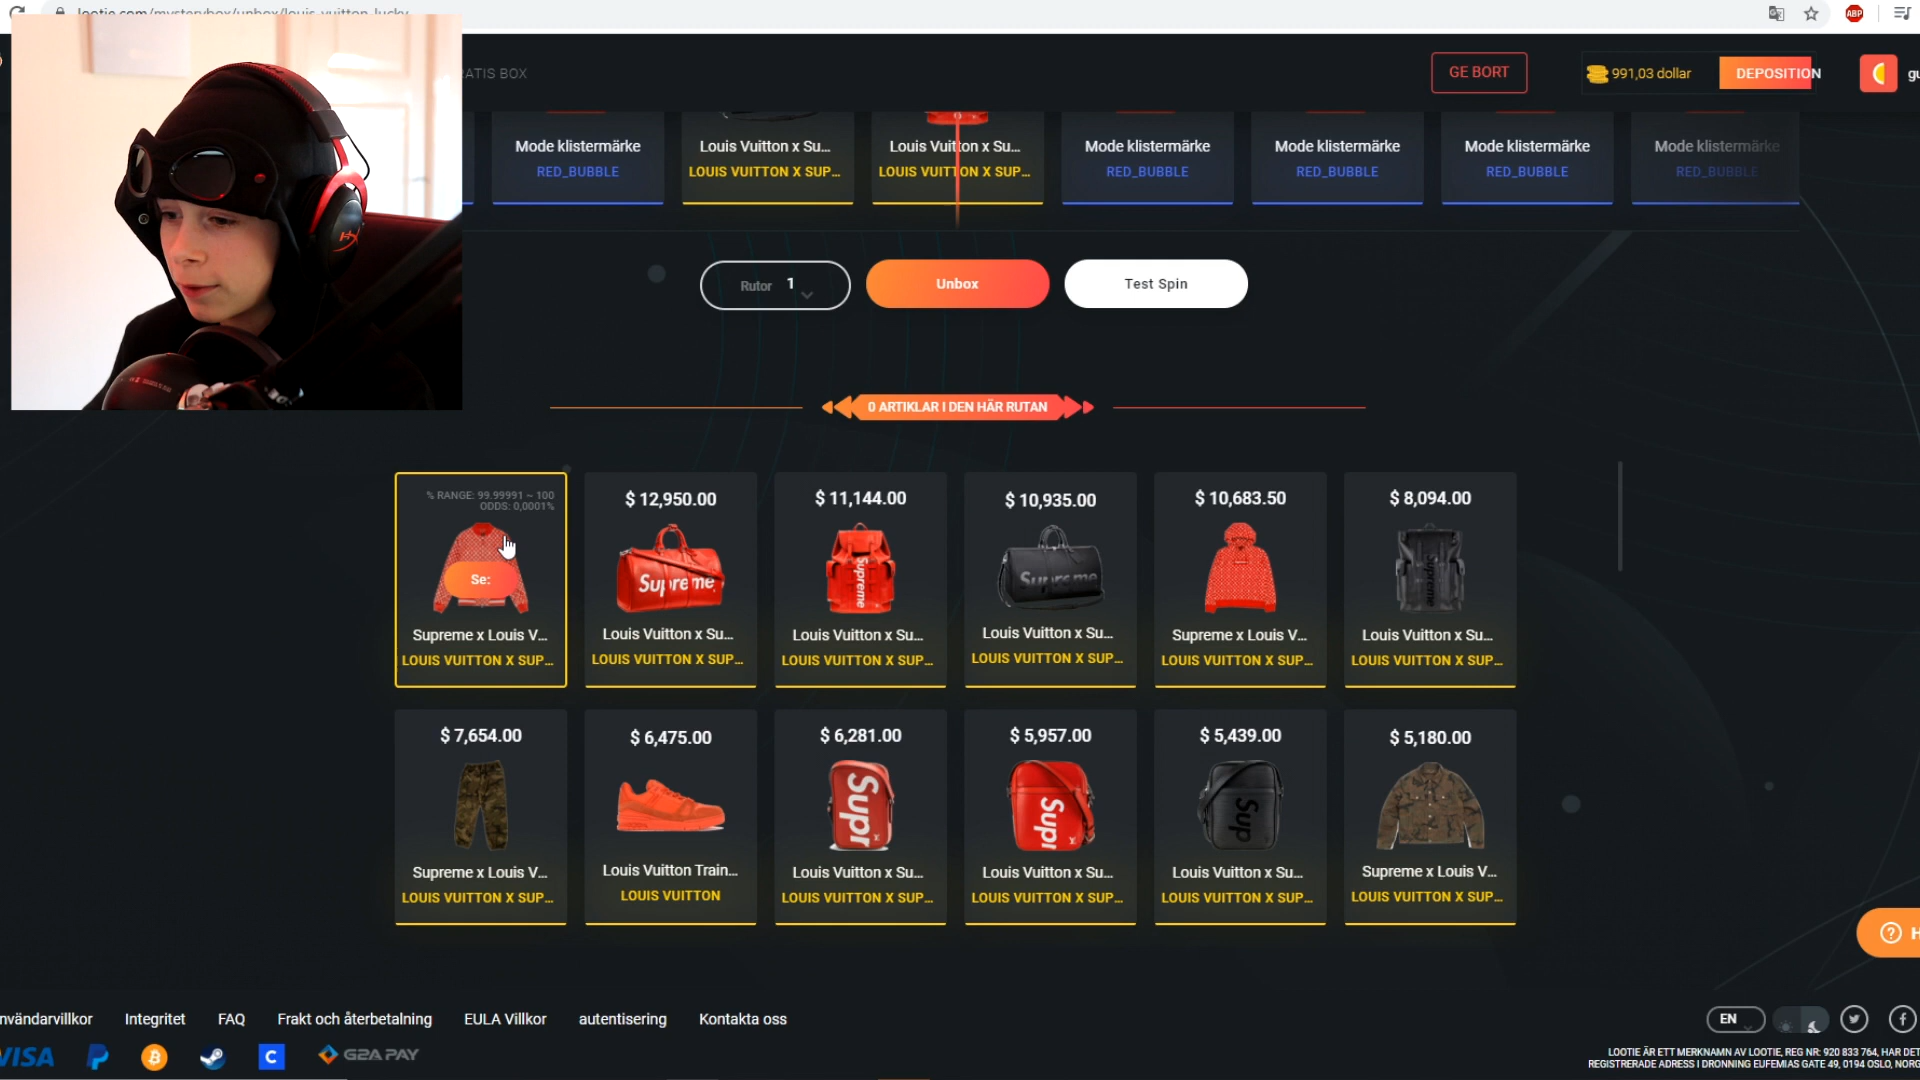 RATIS BOX
GE BORT
991,03 dollar
DEPOSITION
gu
Mode klistermärke
RED_BUBBLE
Louis Vuitton x Su...
LOUIS VUITTON X SUP...
Louis Vuitton x Su...
LOUIS VUITTON X SUP...
Mode klistermärke
RED_BUBBLE
Mode klistermärke
RED_BUBBLE
Mode klistermärke
RED_BUBBLE
Mode klistermärke
RED_BUBBLE
Rutor 1
Unbox
Test Spin
0 ARTIKLAR I DEN HÄR RUTAN
% RANGE: 99.99991 ~ 100
ODDS: 0,0001%
Se:
Supreme x Louis V...
LOUIS VUITTON X SUP...
$ 12,950.00
Supreme
Louis Vuitton x Su...
LOUIS VUITTON X SUP...
$ 11,144.00
Supreme
Louis Vuitton x Su...
LOUIS VUITTON X SUP...
$ 10,935.00
Supreme
Louis Vuitton x Su...
LOUIS VUITTON X SUP...
$ 10,683.50
Supreme x Louis V...
LOUIS VUITTON X SUP...
$ 8,094.00
Louis Vuitton x Su...
LOUIS VUITTON X SUP...
$ 7,654.00
Supreme x Louis V...
LOUIS VUITTON X SUP...
$ 6,475.00
Louis Vuitton Train...
LOUIS VUITTON
$ 6,281.00
Supr
Louis Vuitton x Su...
LOUIS VUITTON X SUP...
$ 5,957.00
Supr
Louis Vuitton x Su...
LOUIS VUITTON X SUP...
$ 5,439.00
Sup
Louis Vuitton x Su...
LOUIS VUITTON X SUP...
$ 5,180.00
Supreme x Louis V...
LOUIS VUITTON X SUP...
H
nvändarvillkor
Integritet
FAQ
Frakt och återbetalning
EULA Villkor
autentisering
Kontakta oss
EN
VISA
G2A PAY
LOOTIE ÄR ETT MERKNAMN AV LOOTIE, REG NR: 920 833 764, HAR DET
REGISTRERADE ADRESS I DRONNING EUFEMIAS GATE 49, 0194 OSLO, NORG